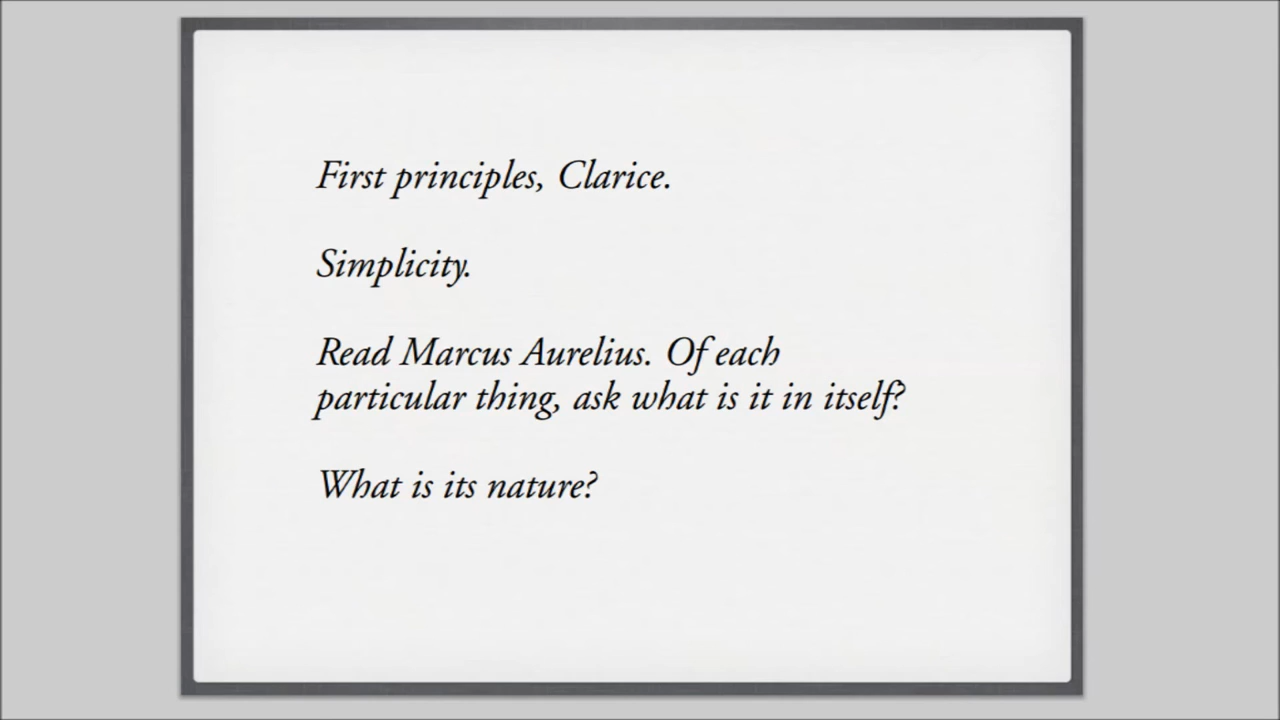 First principles, Clarice.
Simplicity.
Read Marcus Aurelius. Of each
particular thing, ask what is it in itself?
What is its nature?